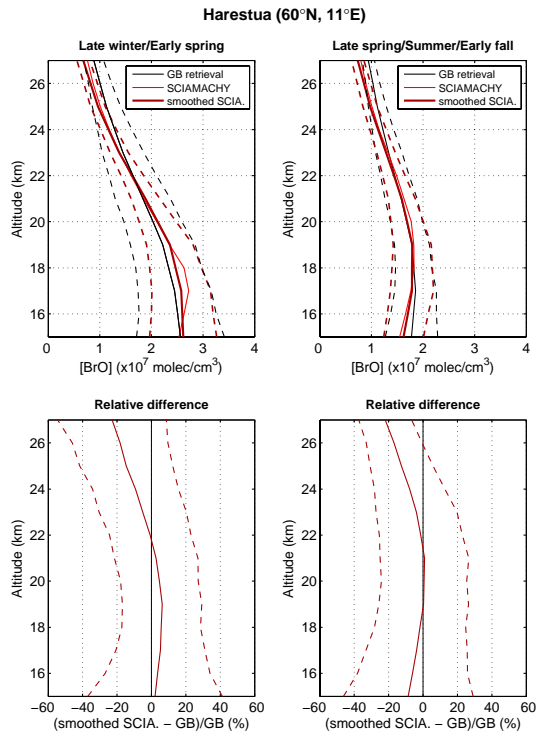 Harestua (60°N, 11°E)
Late winter/Early spring
Late spring/Summer/Early fall
GB retrieval
SCIAMACHY
smoothed SCIA.
GB retrieval
SCIAMACHY
smoothed SCIA.
Altitude (km)
26
24
22
20
18
16
0
1
2
3
4
[BrO] (x10⁷ molec/cm³)
Altitude (km)
26
24
22
20
18
16
0
1
2
3
4
[BrO] (x10⁷ molec/cm³)
Relative difference
Relative difference
Altitude (km)
26
24
22
20
18
16
−60 −40 −20 0 20 40 60
(smoothed SCIA. − GB)/GB (%)
Altitude (km)
26
24
22
20
18
16
−60 −40 −20 0 20 40 60
(smoothed SCIA. − GB)/GB (%)